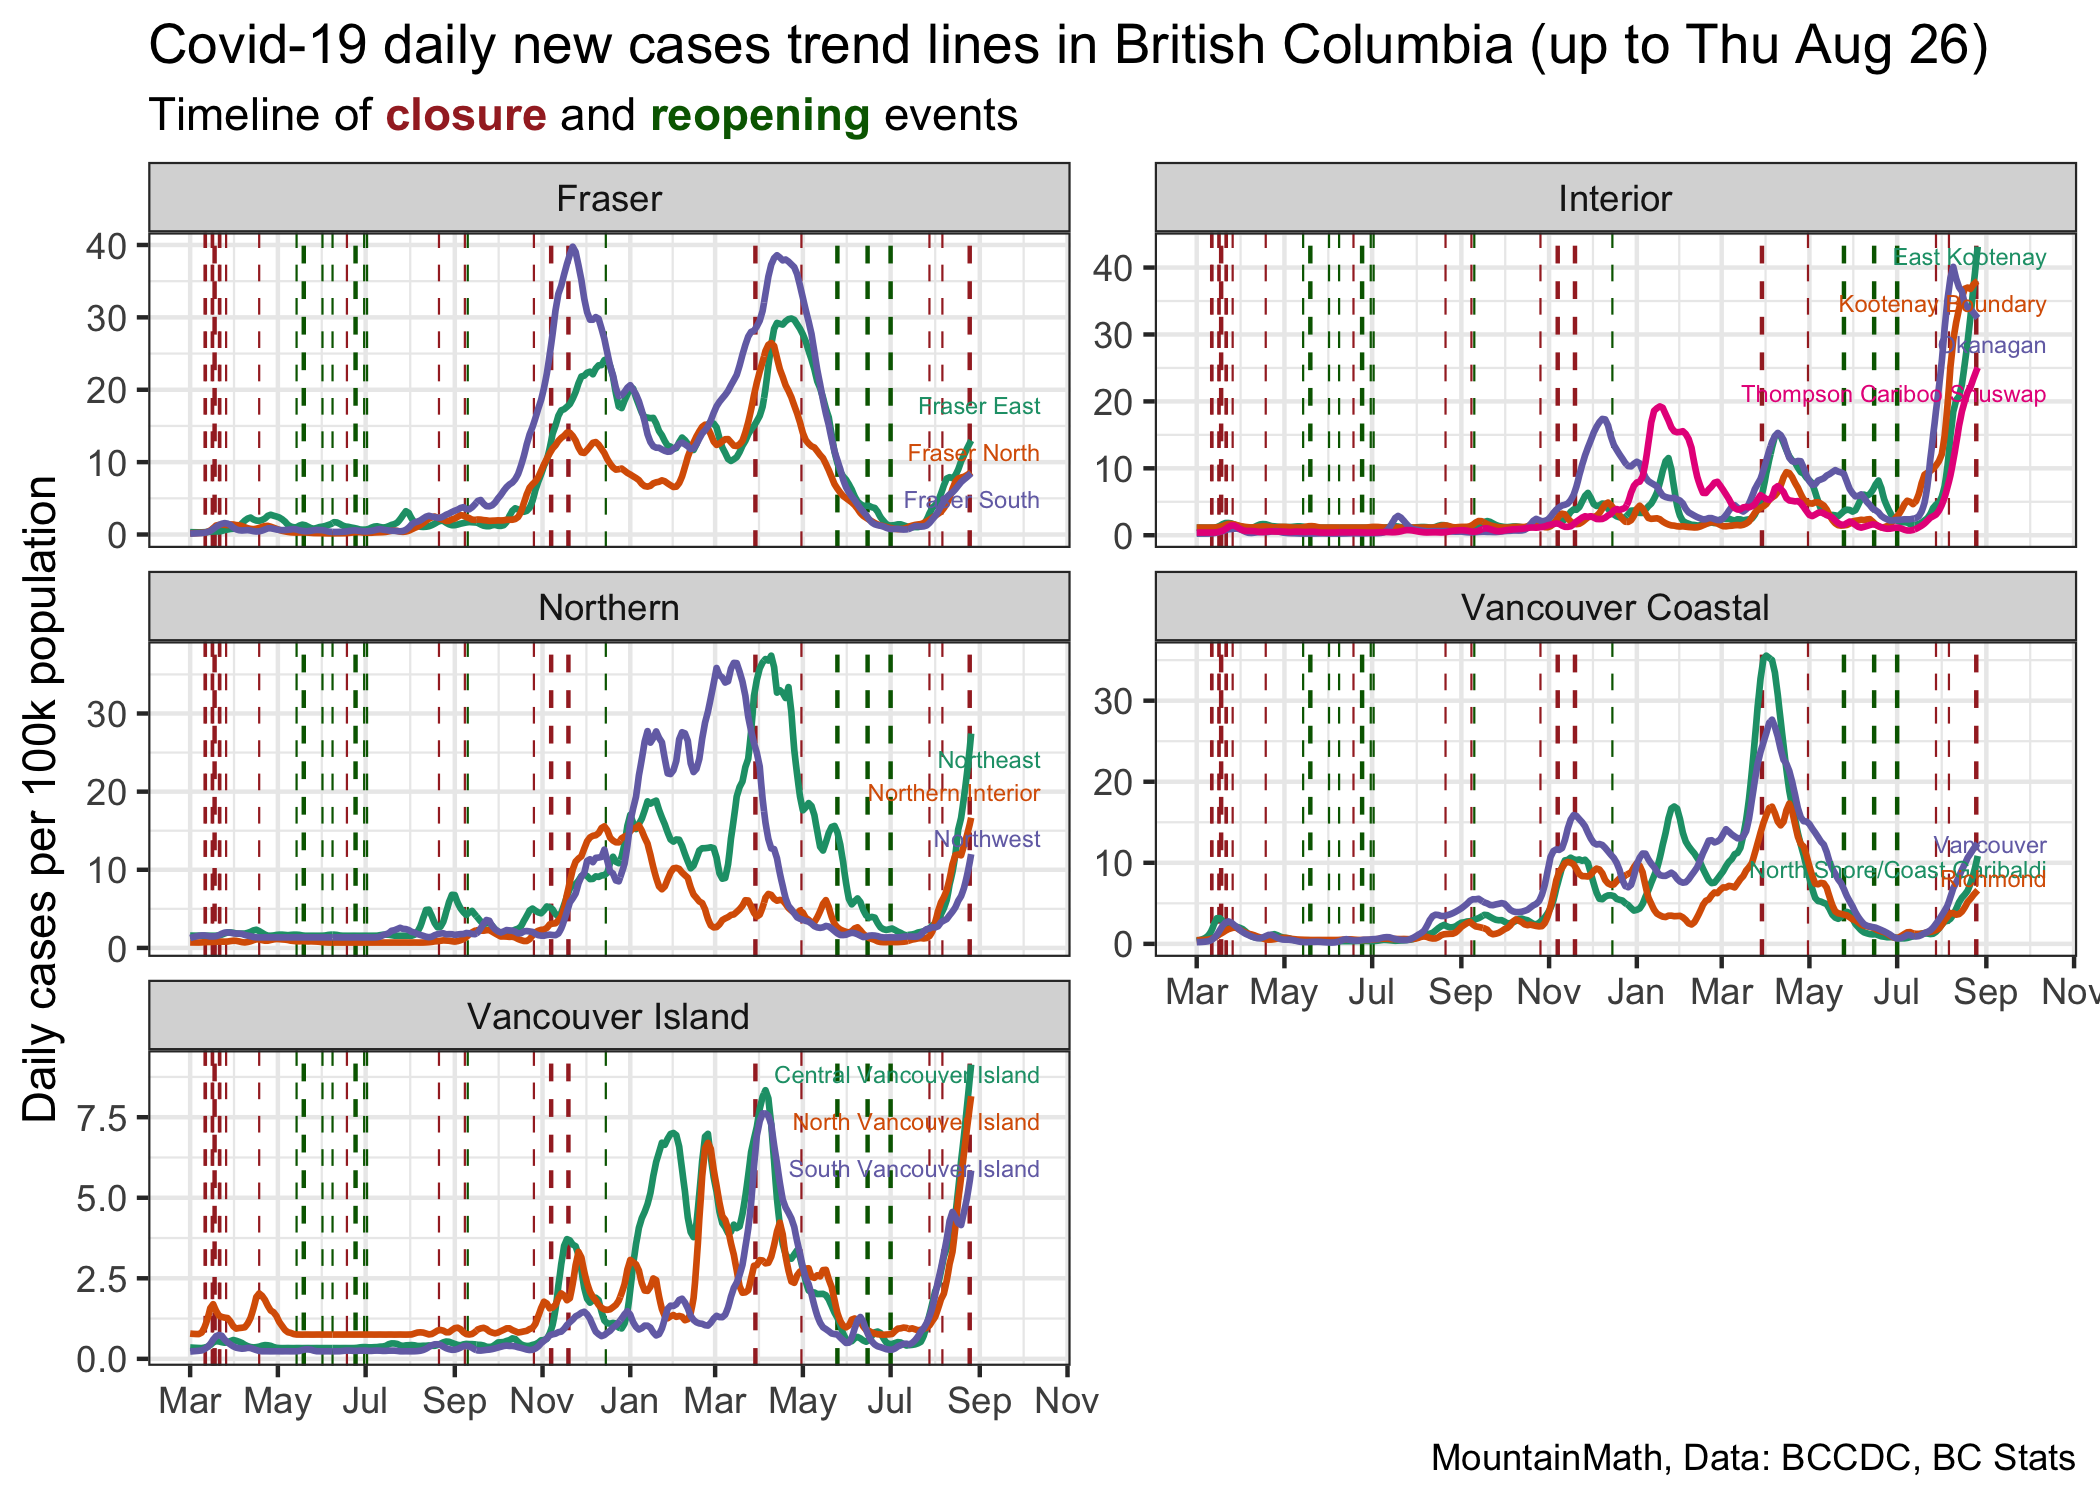 Covid-19 daily new cases trend lines in British Columbia (up to Thu Aug 26)
Timeline of closure and reopening events
Daily cases per 100k population
Fraser
40
30
20
10
0
Fraser East
Fraser North
Fraser South
Interior
40
30
20
10
0
East Kootenay
Kootenay Boundary
Okanagan
Thompson Cariboo Shuswap
Northern
30
20
10
0
Northeast
Northern Interior
Northwest
Vancouver Coastal
30
20
10
0
Vancouver
North Shore/Coast Garibaldi
Richmond
Mar May Jul Sep Nov Jan Mar May Jul Sep Nov
Vancouver Island
7.5
5.0
2.5
0.0
Central Vancouver Island
North Vancouver Island
South Vancouver Island
Mar May Jul Sep Nov Jan Mar May Jul Sep Nov
MountainMath, Data: BCCDC, BC Stats